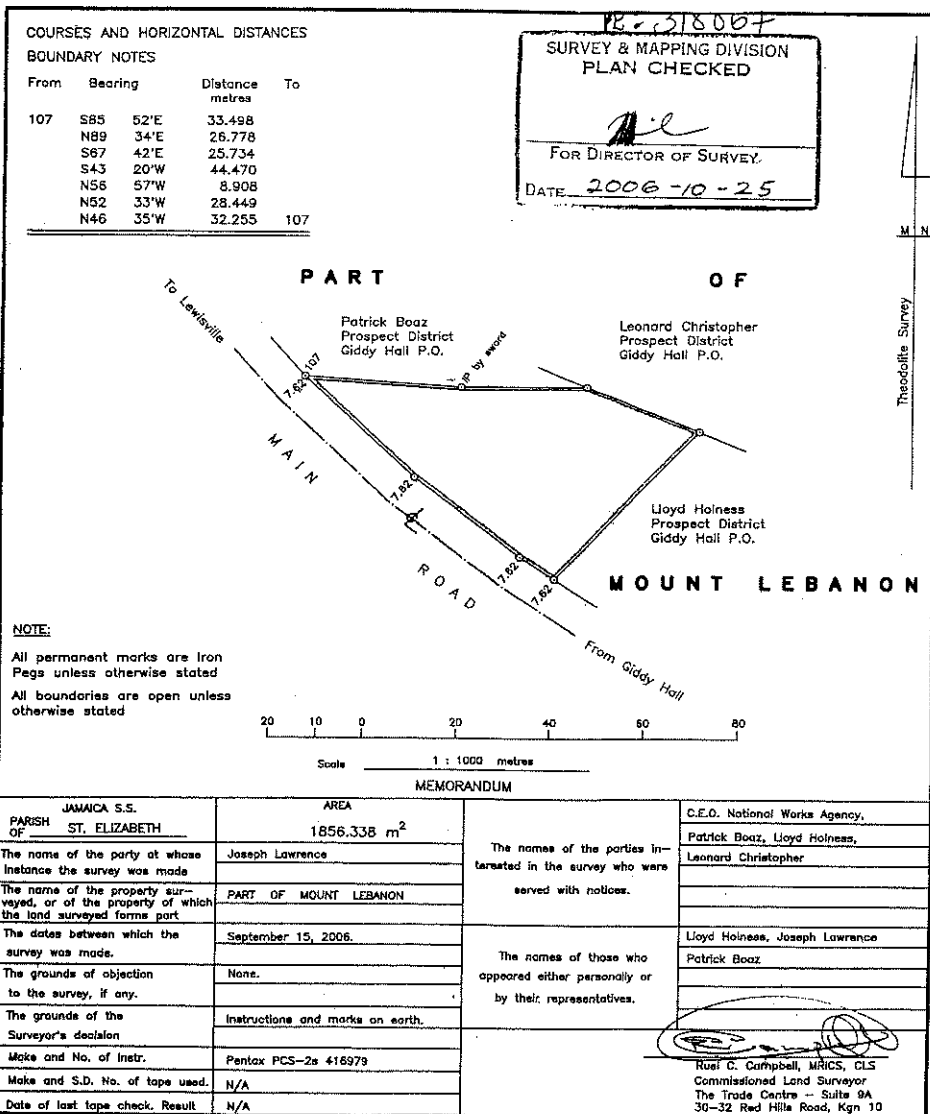 PE - 318067
COURSES AND HORIZONTAL DISTANCES
BOUNDARY NOTES
From Bearing Distance To
metres
107 S85 52'E 33.498
N89 34'E 26.778
S67 42'E 25.734
S43 20'W 44.470
N56 57'W 8.908
N52 33'W 28.449
N46 35'W 32.255 107
SURVEY & MAPPING DIVISION
PLAN CHECKED
FOR DIRECTOR OF SURVEY.
DATE 2006-10-25
M N
Theodolite Survey
PART OF
To Lewisville
Patrick Boaz
Prospect District
Giddy Hall P.O.
Leonard Christopher
Prospect District
Giddy Hall P.O.
107
7.62
IP by sword
MAIN
7.62
ROAD
7.62
7.62
Lloyd Holness
Prospect District
Giddy Hall P.O.
MOUNT LEBANON
From Giddy Hall
NOTE:
All permanent marks are Iron
Pegs unless otherwise stated
All boundaries are open unless
otherwise stated
20 10 0 20 40 60 80
Scale 1 : 1000 metres
MEMORANDUM
JAMAICA S.S.
PARISH OF ST. ELIZABETH
AREA
1856.338 m²
The name of the party at whose
instance the survey was made
Joseph Lawrence
The name of the property sur-
veyed, or of the property of which
the land surveyed forms part
PART OF MOUNT LEBANON
The dates between which the
survey was made.
September 15, 2006.
The grounds of objection
to the survey, if any.
None.
The grounds of the
Surveyor's decision
Instructions and marks on earth.
Make and No. of Instr.
Pentax PCS-2s 416979
Make and S.D. No. of tape used.
N/A
Date of last tape check. Result
N/A
The names of the parties in-
terested in the survey who were
served with notices.
C.E.O. National Works Agency,
Patrick Boaz, Lloyd Holness,
Leonard Christopher
The names of those who
appeared either personally or
by their representatives.
Lloyd Holness, Joseph Lawrence
Patrick Boaz
Ruel C. Campbell, MRICS, CLS
Commissioned Land Surveyor
The Trade Centre - Suite 9A
30-32 Red Hills Road, Kgn 10